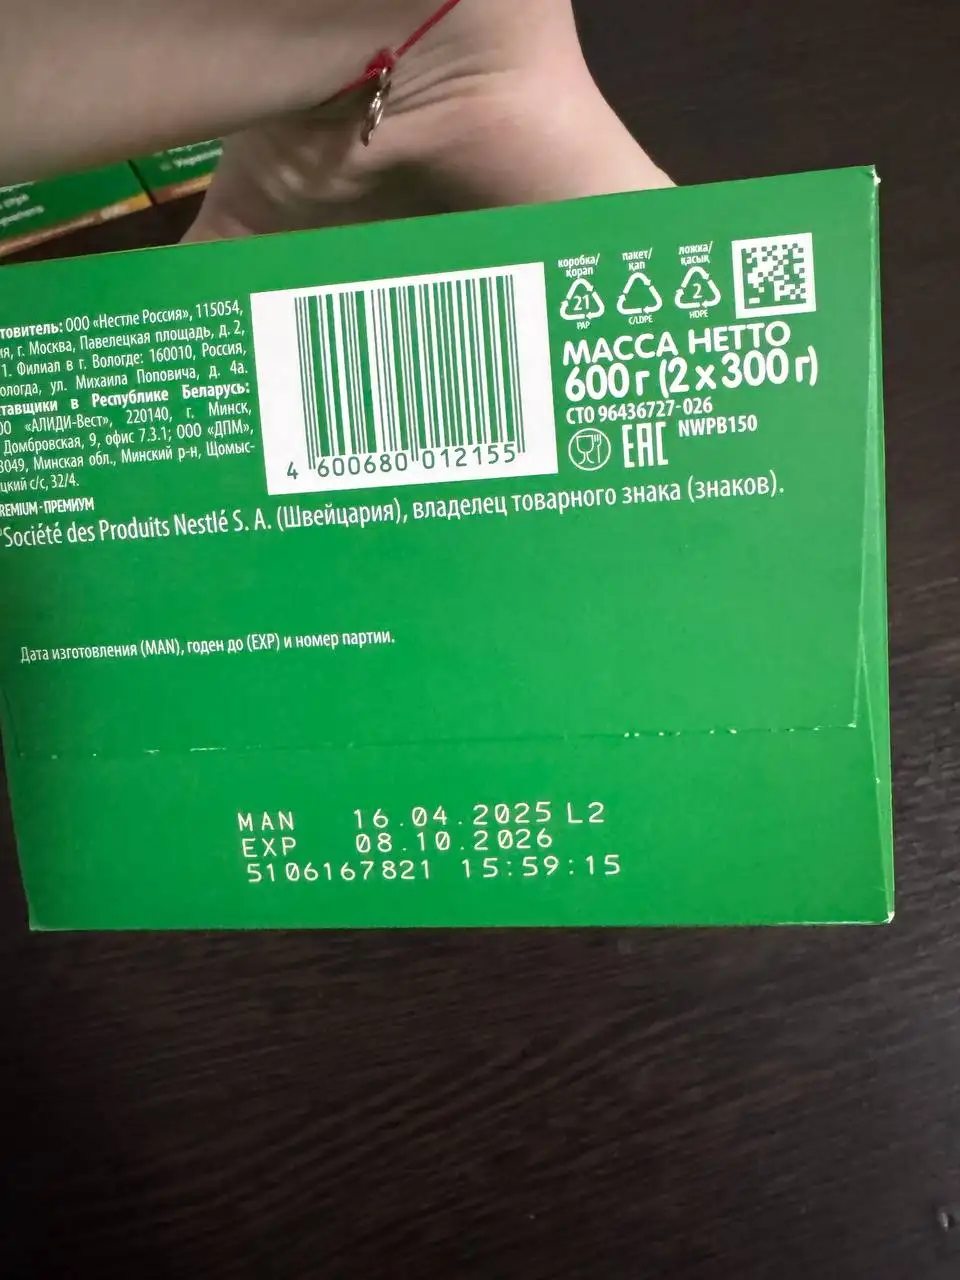 товитель: ООО «Нестле Россия», 115054,
ия, г. Москва, Павелецкая площадь, д. 2,
1. Филиал в г. Вологде: 160010, Россия,
ологда, ул. Михаила Поповича, д. 4а.
тавщики в Республике Беларусь:
ОО «АЛИДИ-Вест», 220140, г. Минск,
Домбровская, 9, офис 7.3.1; ООО «ДПМ»,
3049, Минская обл., Минский р-н, Щомыс-
цкий с/с, 32/4.
REMIUM - ПРЕМИУМ
Société des Produits Nestlé S. A. (Швейцария), владелец товарного знака (знаков).
4 600680 012155
коробка/
қорап
21
PAP
пакет/
қап
C/LDPE
ложка/
қасық
2
HDPE
МАССА НЕТТО
600 г (2 x 300 г)
СТО 96436727-026
EAC NWPB150
Дата изготовления (MAN), годен до (EXP) и номер партии.
MAN 16.04.2025 L2
EXP 08.10.2026
5106167821 15:59:15